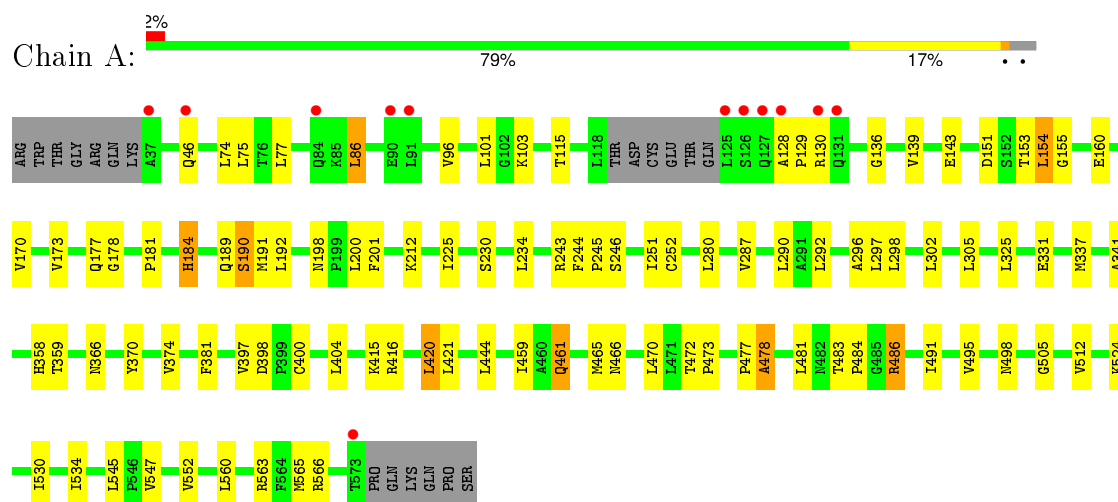 2%
Chain A:
79% 17% • •
ARG TRP THR GLY ARG GLN LYS A37 Q46 L74 L75 T76 L77 Q84 K85 L86 E90 L91 V96 L101 G102 K103 T115 L118 THR ASP CYS GLU THR GLN L125 S126 Q127 A128 P129 R130 Q131 G136 V139 E143 D151 S152 T153 L154 G155 E160
V170 V173 Q177 G178 P181 H184 Q189 S190 M191 L192 N198 P199 L200 F201 K212 I225 S230 L234 R243 F244 P245 S246 I251 C252 L280 V287 L290 A291 L292 A296 L297 L298 L302 L305 L325 E331 M337 A341
H358 T359 N366 Y370 V374 F381 V397 D398 P399 C400 L404 K415 R416 L420 L421 L444 I459 A460 Q461 M465 N466 L470 L471 T472 P473 P477 A478 L481 N482 T483 P484 G485 R486 I491 V495 N498 G505 V512 K524
I530 I534 L545 P546 V547 V552 L560 R563 F564 M565 R566 T573 PRO GLN LYS GLN PRO SER